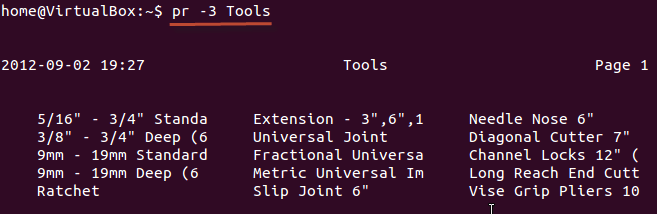 home@VirtualBox:~$ pr -3 Tools
2012-09-02 19:27 Tools Page 1
5/16" - 3/4" Standa Extension - 3",6",1 Needle Nose 6"
3/8" - 3/4" Deep (6 Universal Joint Diagonal Cutter 7"
9mm - 19mm Standard Fractional Universa Channel Locks 12" (
9mm - 19mm Deep (6 Metric Universal Im Long Reach End Cutt
Ratchet Slip Joint 6" Vise Grip Pliers 10